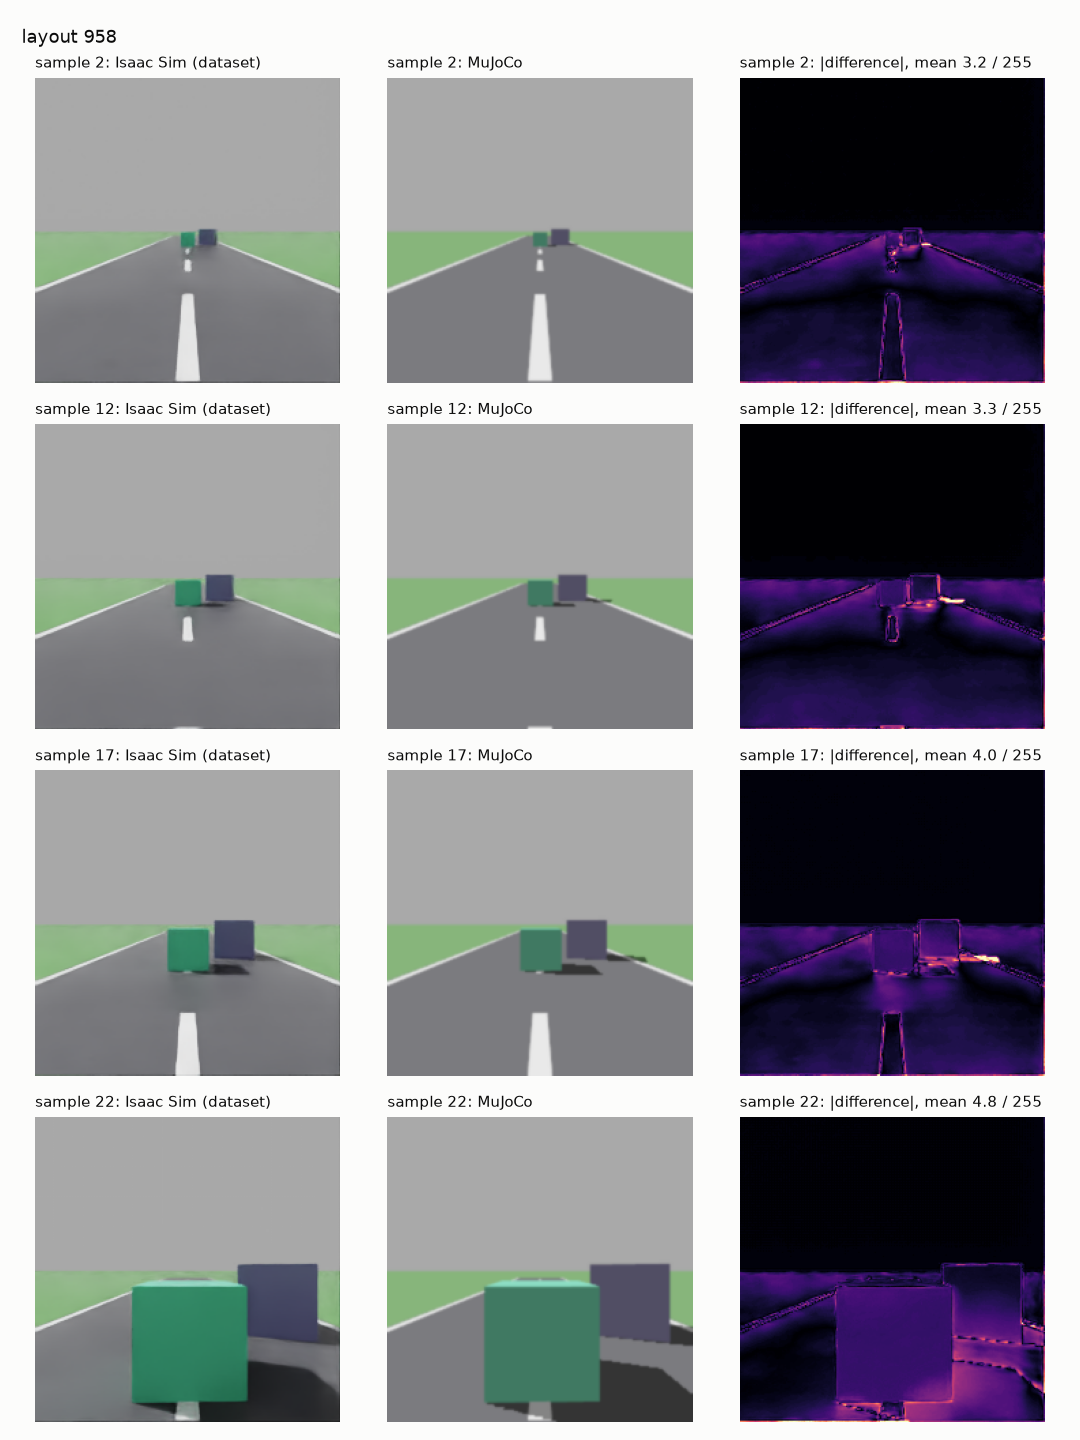 layout 958
sample 2: Isaac Sim (dataset)
sample 2: MuJoCo
sample 2: |difference|, mean 3.2 / 255
sample 12: Isaac Sim (dataset)
sample 12: MuJoCo
sample 12: |difference|, mean 3.3 / 255
sample 17: Isaac Sim (dataset)
sample 17: MuJoCo
sample 17: |difference|, mean 4.0 / 255
sample 22: Isaac Sim (dataset)
sample 22: MuJoCo
sample 22: |difference|, mean 4.8 / 255